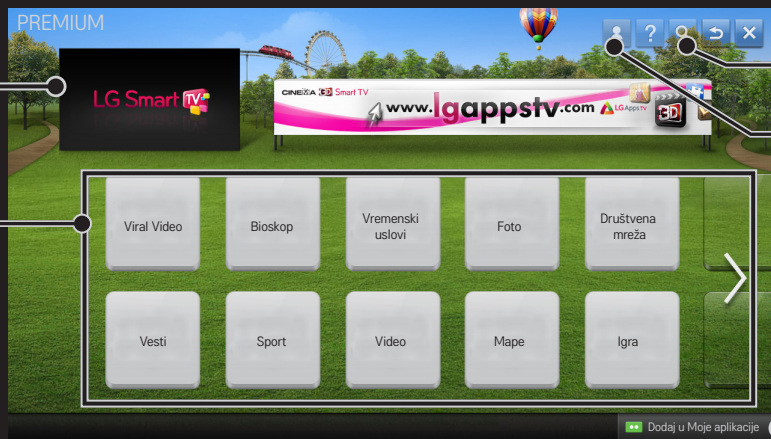 PREMIUM
?
LG Smart TV
CINEMA 3D Smart TV
www.lgappstv.com LG Apps TV
3D
Viral Video
Bioskop
Vremenski
uslovi
Foto
Društvena
mreža
Vesti
Sport
Video
Mape
Igra
Dodaj u Moje aplikacije